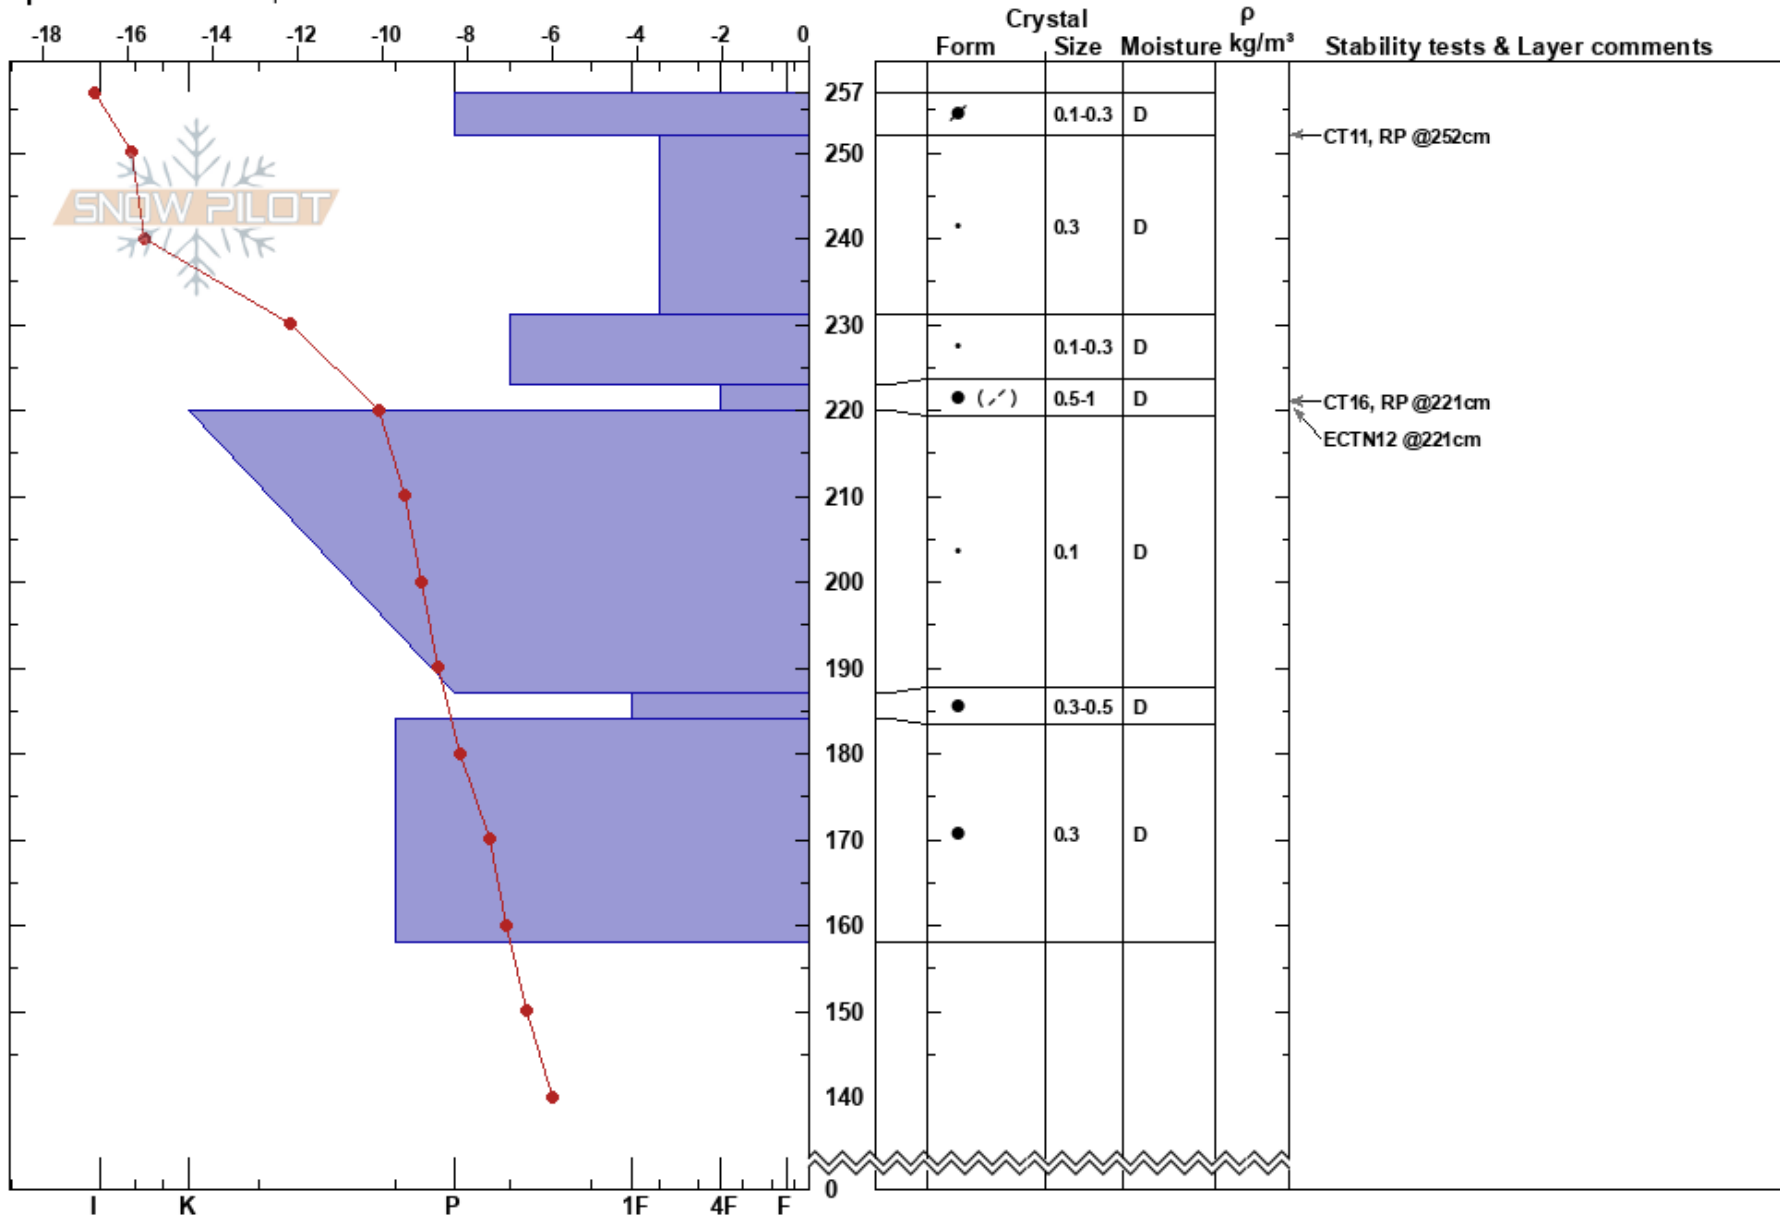 -18 -16 -14 -12 -10 -8 -6 -4 -2 0
Crystal
Form Size Moisture
ρ
kg/m³
Stability tests & Layer comments
SNOW PILOT
257
0.1-0.3 D
CT11, RP @252cm
250
240
0.3 D
230
0.1-0.3 D
( ) 0.5-1 D
CT16, RP @221cm
220
ECTN12 @221cm
210
0.1 D
200
190
0.3-0.5 D
180
170
0.3 D
160
150
140
0
I K P 1F 4F F